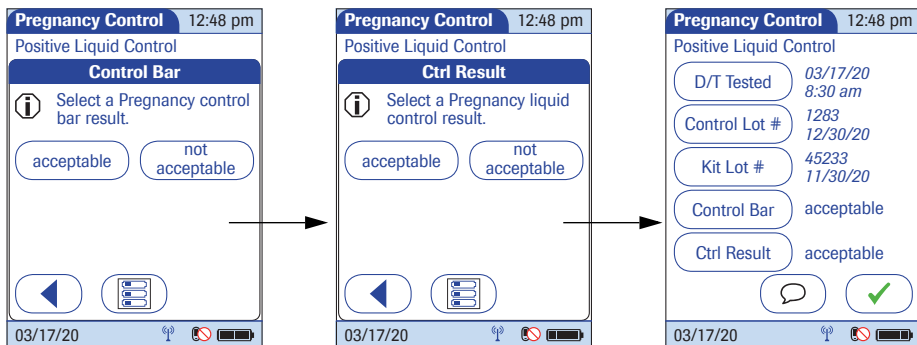 Pregnancy Control 12:48 pm
Positive Liquid Control
Control Bar
Select a Pregnancy control
bar result.
acceptable
not
acceptable
03/17/20
Pregnancy Control 12:48 pm
Positive Liquid Control
Ctrl Result
Select a Pregnancy liquid
control result.
acceptable
not
acceptable
03/17/20
Pregnancy Control 12:48 pm
Positive Liquid Control
D/T Tested
03/17/20
8:30 am
Control Lot #
1283
12/30/20
Kit Lot #
45233
11/30/20
Control Bar
acceptable
Ctrl Result
acceptable
03/17/20